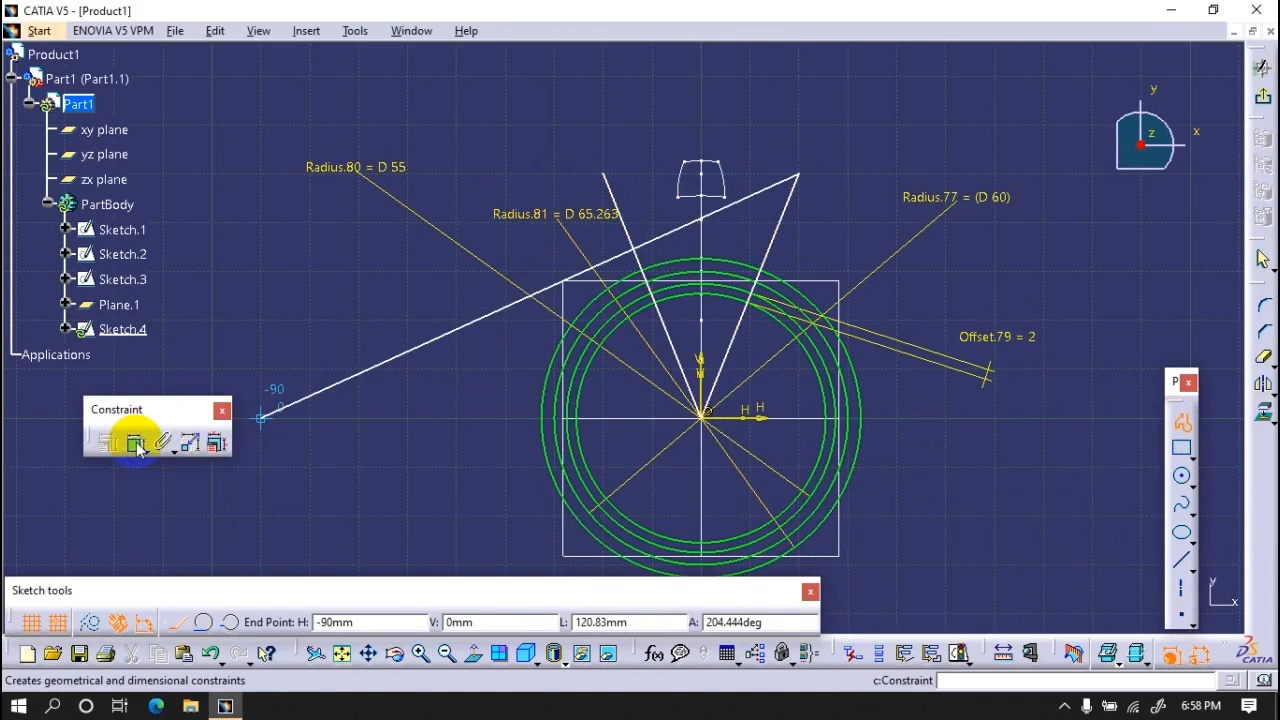 CATIA V5 - [Product1]
Start ENOVIA V5 VPM File Edit View Insert Tools Window Help
Product1
Part1 (Part1.1)
Part1
xy plane
yz plane
zx plane
PartBody
Sketch.1
Sketch.2
Sketch.3
Plane.1
Sketch.4
Applications
Radius.80 = D 55
Radius.81 = D 65.263
Radius.77 = (D 60)
Offset.79 = 2
y
x
z
-90
0
V
H H
Constraint
P
y
x
Sketch tools
End Point: H: -90mm V: 0mm L: 120.83mm A: 204.444deg
f(x)
CATIA
Creates geometrical and dimensional constraints
c:Constraint
6:58 PM